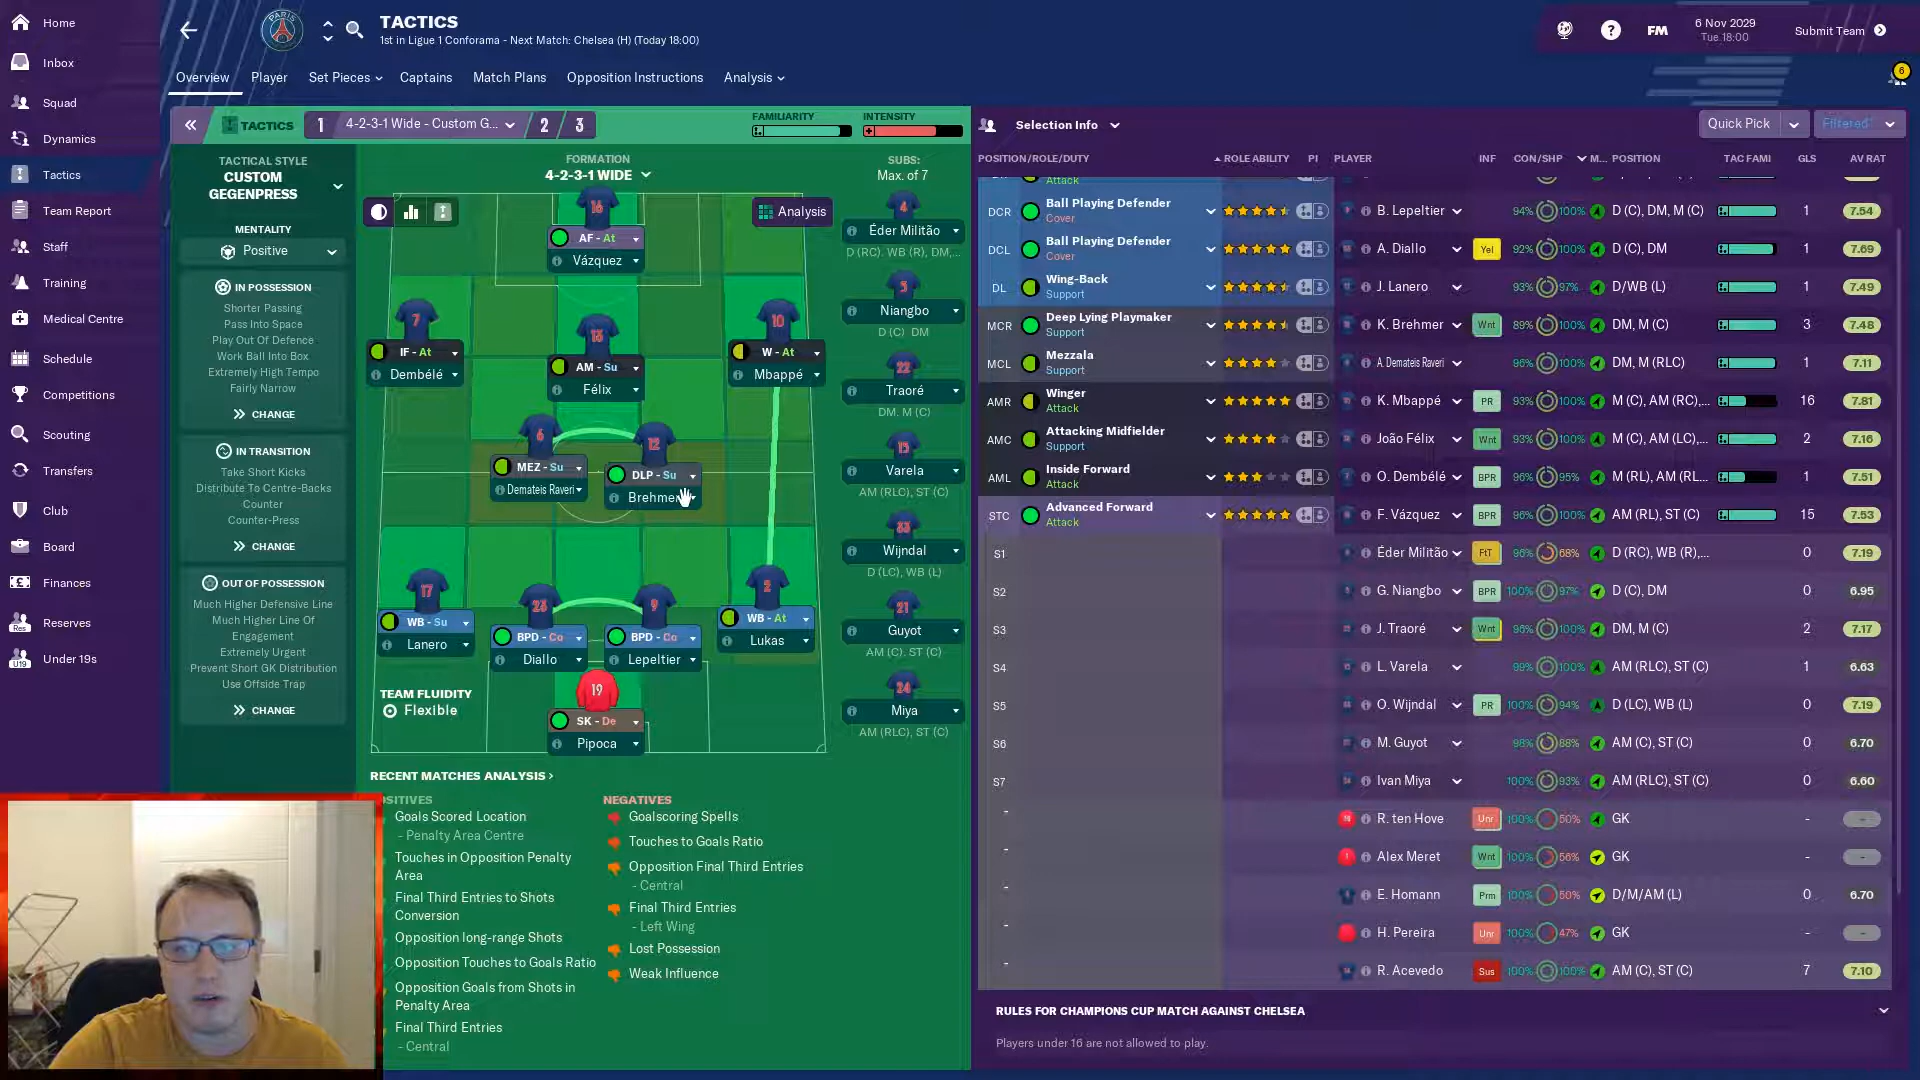 Home
Inbox
Squad
Dynamics
Tactics
Team Report
Staff
Training
Medical Centre
Schedule
Competitions
Scouting
Transfers
Club
Board
Finances
Reserves
Under 19s
TACTICS
1st in Ligue 1 Conforama - Next Match: Chelsea (H) (Today 18:00)
FM
6 Nov 2029
Tue 18:00
Submit Team
6
Overview Player Set Pieces Captains Match Plans Opposition Instructions Analysis
TACTICS 1 4-2-3-1 Wide - Custom G... 2 3
FAMILIARITY INTENSITY
TACTICAL STYLE
CUSTOM
GEGENPRESS
MENTALITY
Positive
IN POSSESSION
Shorter Passing
Pass Into Space
Play Out Of Defence
Work Ball Into Box
Extremely High Tempo
Fairly Narrow
CHANGE
IN TRANSITION
Take Short Kicks
Distribute To Centre-Backs
Counter
Counter-Press
CHANGE
OUT OF POSSESSION
Much Higher Defensive Line
Much Higher Line Of
Engagement
Extremely Urgent
Prevent Short GK Distribution
Use Offside Trap
CHANGE
FORMATION
4-2-3-1 WIDE
Analysis
16
AF - At
Vázquez
7
IF - At
Dembélé
13
AM - Su
Félix
10
W - At
Mbappé
6
MEZ - Su
Demateis Raveri
12
DLP - Su
Brehmer
17
WB - Su
Lanero
23
BPD - Co
Diallo
9
BPD - Co
Lepeltier
2
WB - At
Lukas
19
SK - De
Pipoca
TEAM FLUIDITY
Flexible
SUBS:
Max. of 7
4
Éder Militão
D (RC). WB (R), DM,...
5
Niangbo
D (C) DM
22
Traoré
DM. M (C)
15
Varela
AM (RLC), ST (C)
33
Wijndal
D (LC), WB (L)
21
Guyot
AM (C). ST (C)
24
Miya
AM (RLC), ST (C)
RECENT MATCHES ANALYSIS
SITIVES
Goals Scored Location
- Penalty Area Centre
Touches in Opposition Penalty
Area
Final Third Entries to Shots
Conversion
Opposition long-range Shots
Opposition Touches to Goals Ratio
Opposition Goals from Shots in
Penalty Area
Final Third Entries
- Central
NEGATIVES
Goalscoring Spells
Touches to Goals Ratio
Opposition Final Third Entries
- Central
Final Third Entries
- Left Wing
Lost Possession
Weak Influence
Selection Info
Quick Pick
Filtered
POSITION/ROLE/DUTY ROLE ABILITY PI PLAYER INF CON/SHP M... POSITION TAC FAMI GLS AV RAT
Attack
DCR Ball Playing Defender Cover B. Lepeltier 94% 100% D (C), DM, M (C) 1 7.54
DCL Ball Playing Defender Cover A. Diallo Yel 92% 100% D (C), DM 1 7.69
DL Wing-Back Support J. Lanero 93% 97% D/WB (L) 1 7.49
MCR Deep Lying Playmaker Support K. Brehmer Wnt 89% 100% DM, M (C) 3 7.48
MCL Mezzala Support A. Demateis Raveri 96% 100% DM, M (RLC) 1 7.11
AMR Winger Attack K. Mbappé PR 93% 100% M (C), AM (RC),... 16 7.81
AMC Attacking Midfielder Support João Félix Wnt 93% 100% M (C), AM (LC),... 2 7.16
AML Inside Forward Attack O. Dembélé BPR 96% 95% M (RL), AM (RL... 1 7.51
STC Advanced Forward Attack F. Vázquez BPR 96% 100% AM (RL), ST (C) 15 7.53
S1 Éder Militão FtT 96% 68% D (RC), WB (R),... 0 7.19
S2 G. Niangbo BPR 100% 97% D (C), DM 0 6.95
S3 J. Traoré Wnt 96% 100% DM, M (C) 2 7.17
S4 L. Varela 99% 100% AM (RLC), ST (C) 1 6.63
S5 O. Wijndal PR 100% 94% D (LC), WB (L) 0 7.19
S6 M. Guyot 98% 88% AM (C), ST (C) 0 6.70
S7 Ivan Miya 100% 93% AM (RLC), ST (C) 0 6.60
- R. ten Hove Unr 100% 50% GK - -
- Alex Meret Wnt 100% 56% GK - -
- E. Homann Prm 100% 50% D/M/AM (L) 0 6.70
- H. Pereira Unr 100% 47% GK - -
- R. Acevedo Sus 100% 100% AM (C), ST (C) 7 7.10
RULES FOR CHAMPIONS CUP MATCH AGAINST CHELSEA
Players under 16 are not allowed to play.